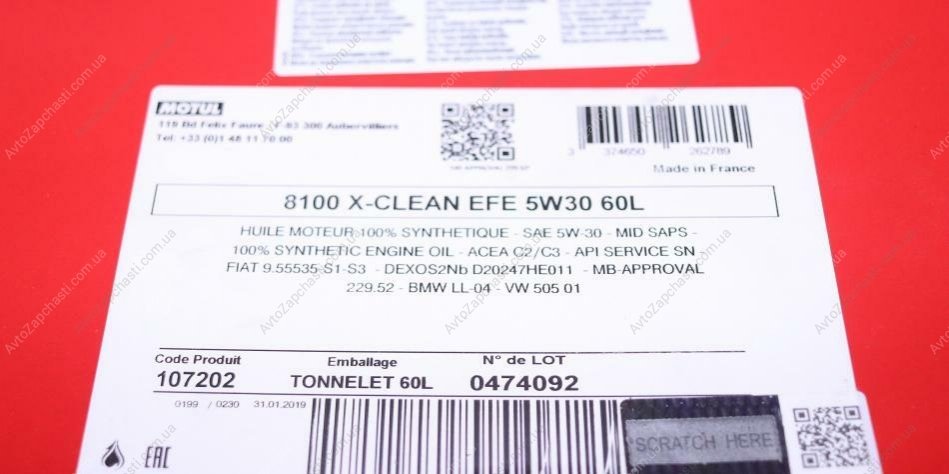 MOTUL
119 Bd Felix Faure - F-93 300 Aubervilliers
Tel: +33 (0)1 48 11 70 00
3 374650 262789
Made in France
8100 X-CLEAN EFE 5W30 60L
HUILE MOTEUR 100% SYNTHETIQUE - SAE 5W-30 - MID SAPS -
100% SYNTHETIC ENGINE OIL - ACEA C2/C3 - API SERVICE SN
FIAT 9.55535-S1-S3 - DEXOS2Nb D20247HE011 - MB-APPROVAL
229.52 - BMW LL-04 - VW 505 01
Code Produit Emballage N° de LOT
107202 TONNELET 60L 0474092
0199 / 0230 31.01.2019
SCRATCH HERE
EAC
AvtoZapchasti.com.ua